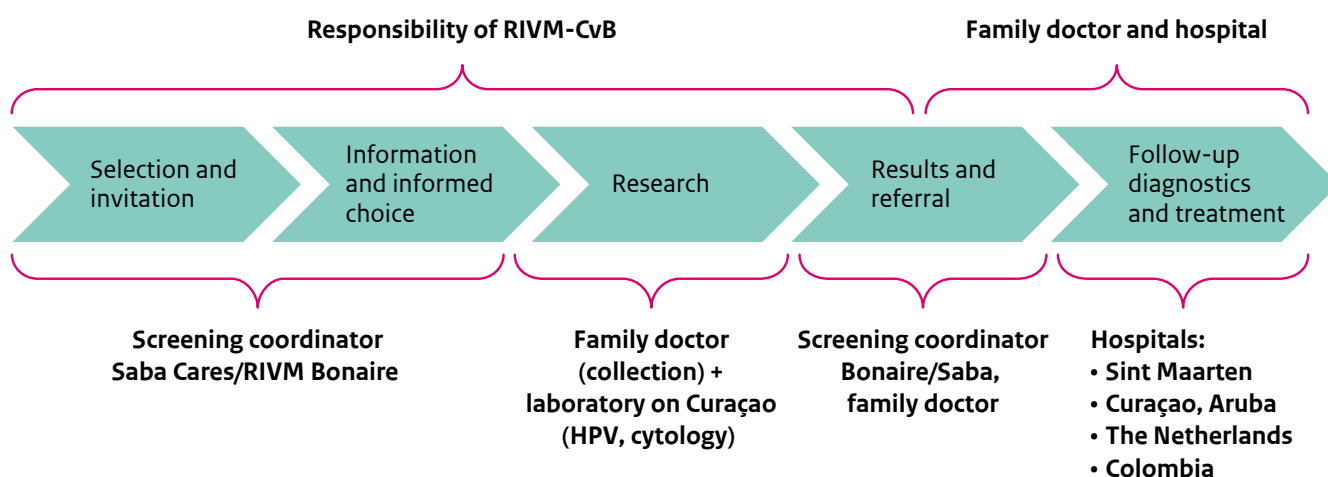 Responsibility of RIVM-CvB
Family doctor and hospital
Selection and
invitation
Information
and informed
choice
Research
Results and
referral
Follow-up
diagnostics
and treatment
Screening coordinator
Saba Cares/RIVM Bonaire
Family doctor
(collection) +
laboratory on Curaçao
(HPV, cytology)
Screening coordinator
Bonaire/Saba,
family doctor
Hospitals:
• Sint Maarten
• Curaçao, Aruba
• The Netherlands
• Colombia